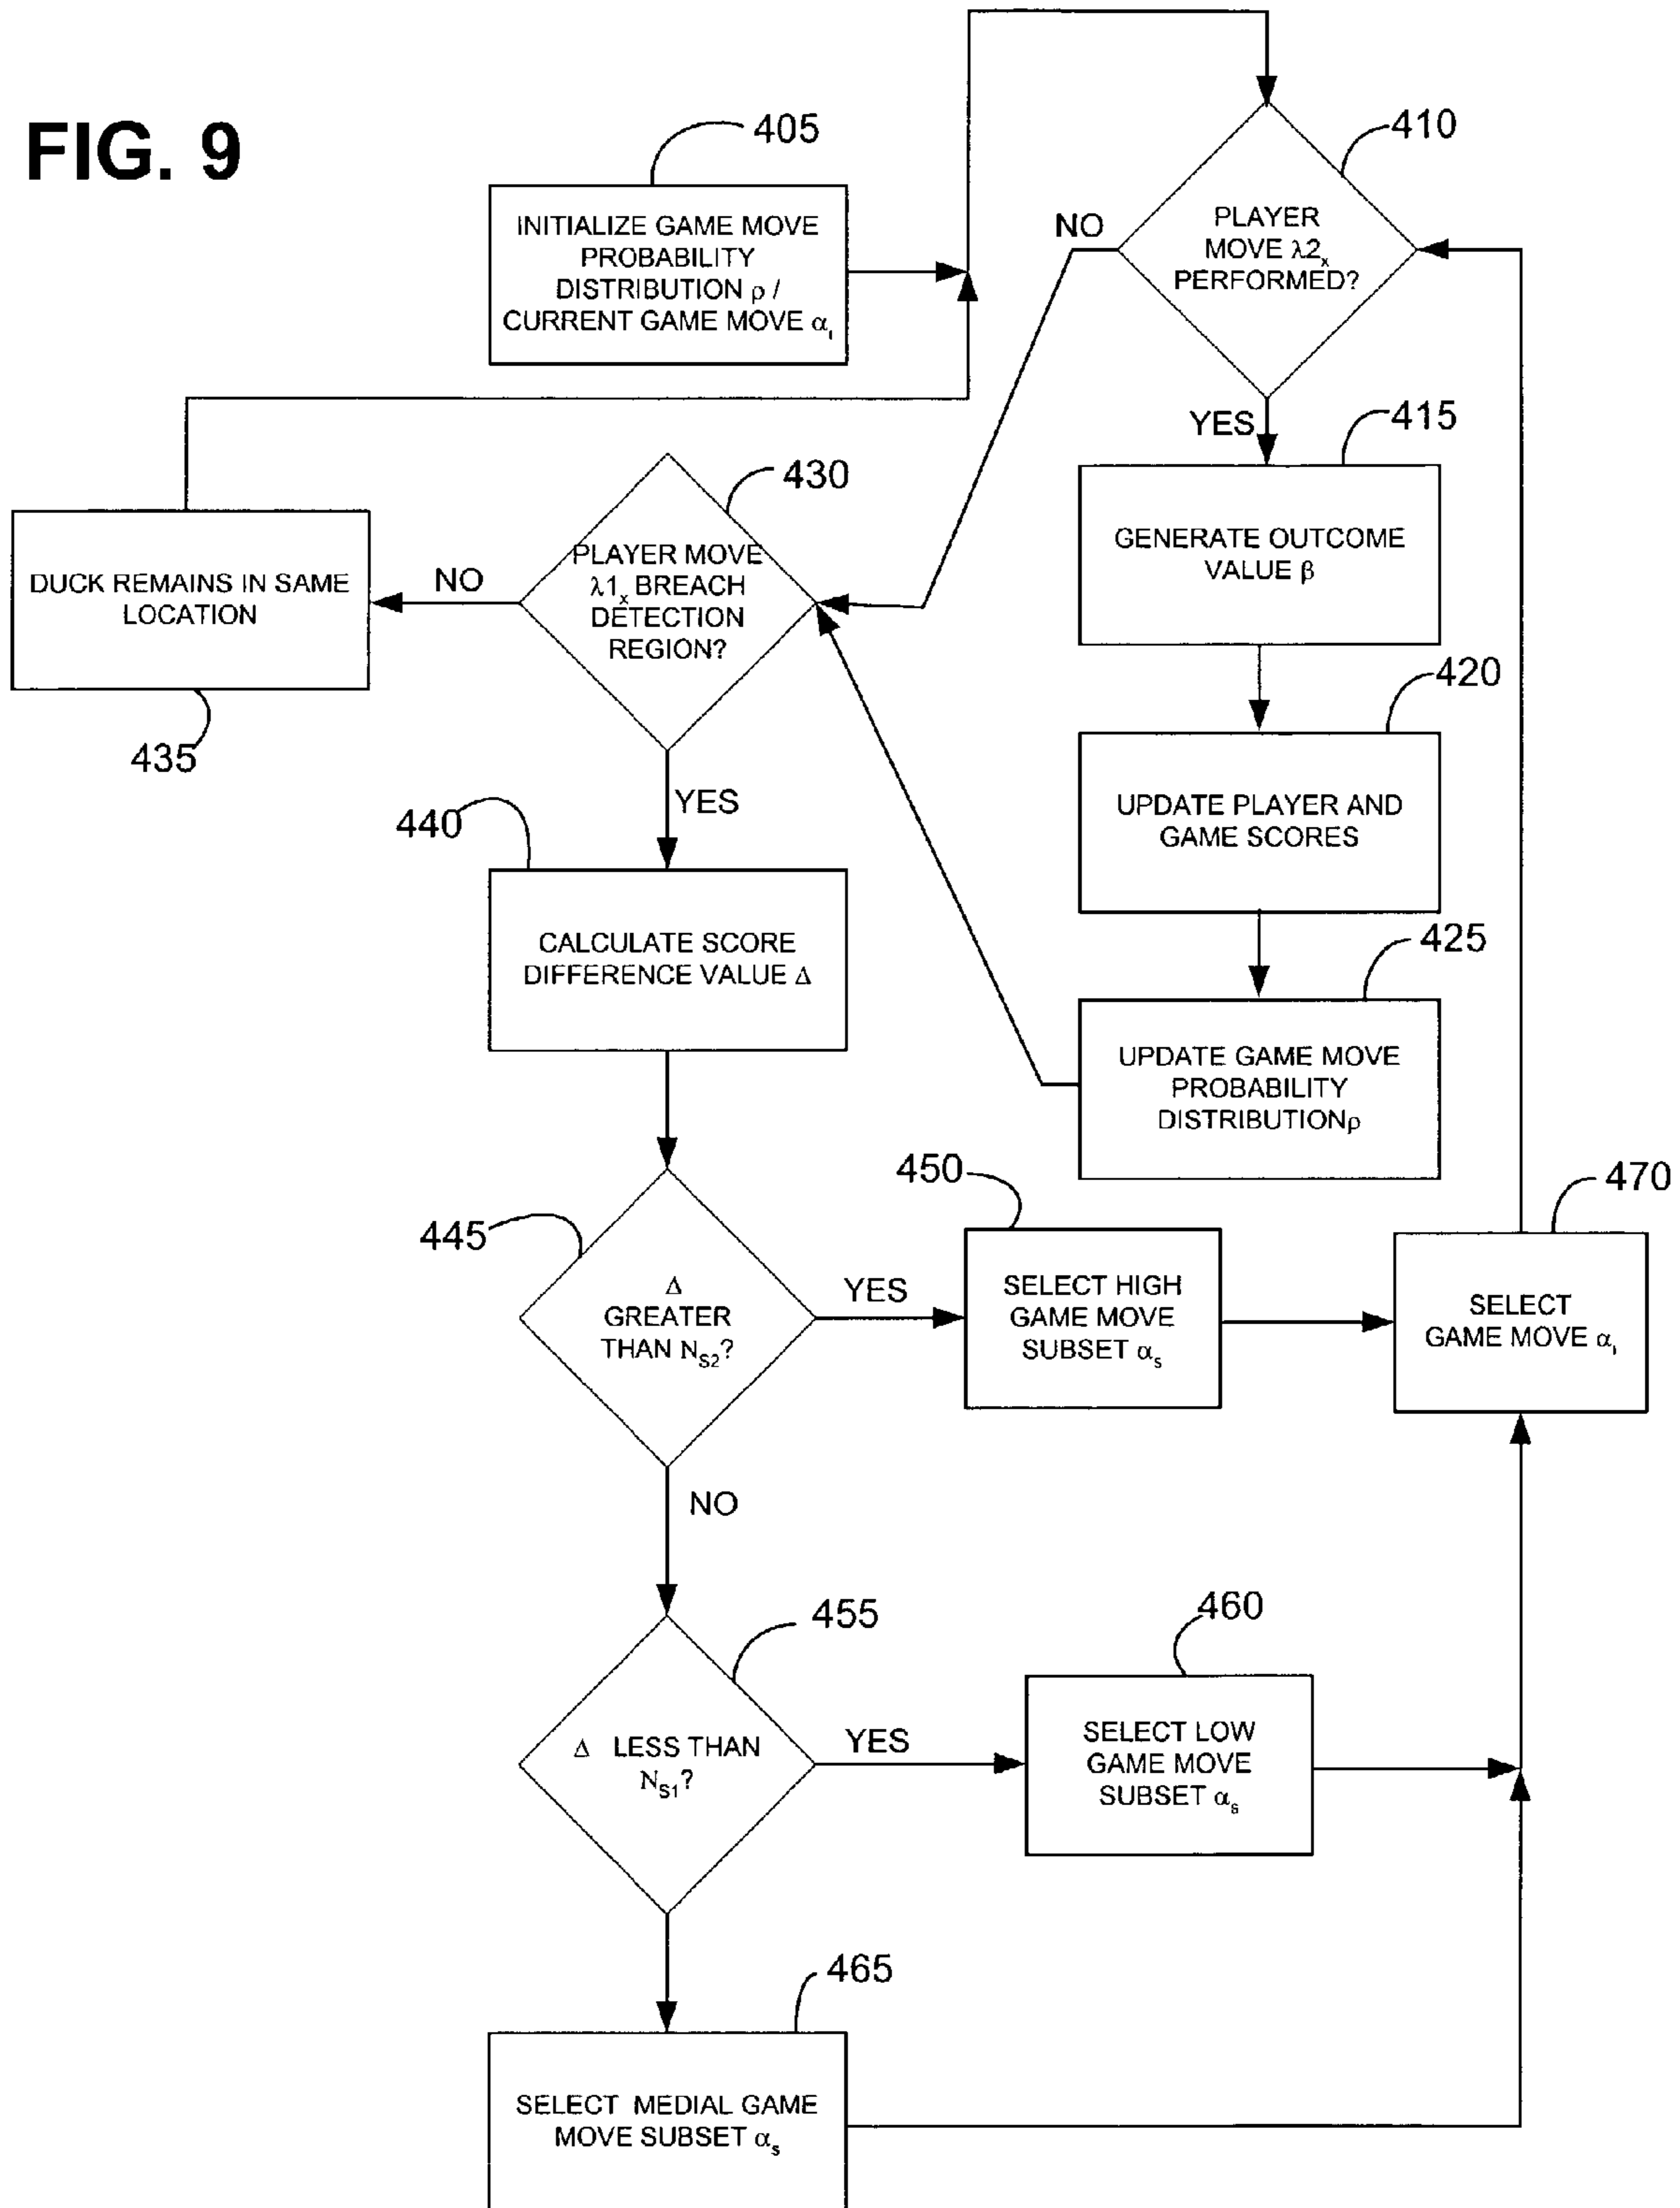 FIG. 9
405
INITIALIZE GAME MOVE
PROBABILITY
DISTRIBUTION ρ /
CURRENT GAME MOVE αᵢ
410
PLAYER
MOVE λ2ₓ
PERFORMED?
NO
YES
415
GENERATE OUTCOME
VALUE β
420
UPDATE PLAYER AND
GAME SCORES
425
UPDATE GAME MOVE
PROBABILITY
DISTRIBUTIONρ
430
PLAYER MOVE
λ1ₓ BREACH
DETECTION
REGION?
NO
DUCK REMAINS IN SAME
LOCATION
435
YES
440
CALCULATE SCORE
DIFFERENCE VALUE Δ
445
Δ
GREATER
THAN N_S2?
YES
450
SELECT HIGH
GAME MOVE
SUBSET αₛ
470
SELECT
GAME MOVE αᵢ
NO
455
Δ LESS THAN
N_S1?
YES
460
SELECT LOW
GAME MOVE
SUBSET αₛ
465
SELECT MEDIAL GAME
MOVE SUBSET αₛ